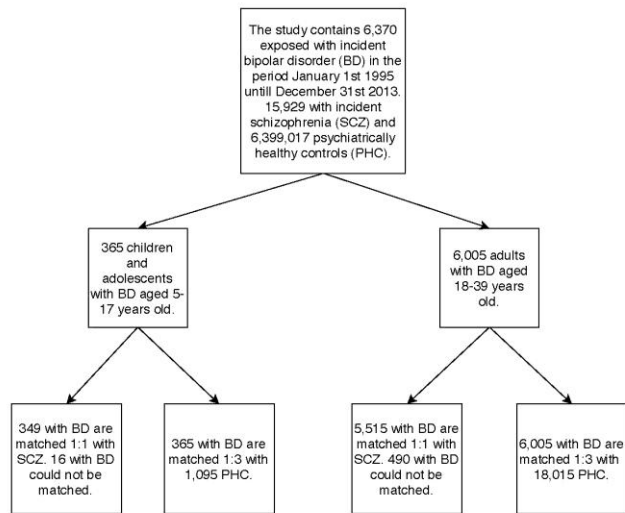 The study contains 6,370
exposed with incident
bipolar disorder (BD) in the
period January 1st 1995
untill December 31st 2013.
15,929 with incident
schizophrenia (SCZ) and
6,399,017 psychiatrically
healthy controls (PHC).
365 children
and
adolescents
with BD aged 5-
17 years old.
6,005 adults
with BD aged
18-39 years
old.
349 with BD are
matched 1:1 with
SCZ. 16 with BD
could not be
matched.
365 with BD are
matched 1:3 with
1,095 PHC.
5,515 with BD are
matched 1:1 with
SCZ. 490 with BD
could not be
matched.
6,005 with BD are
matched 1:3 with
18,015 PHC.